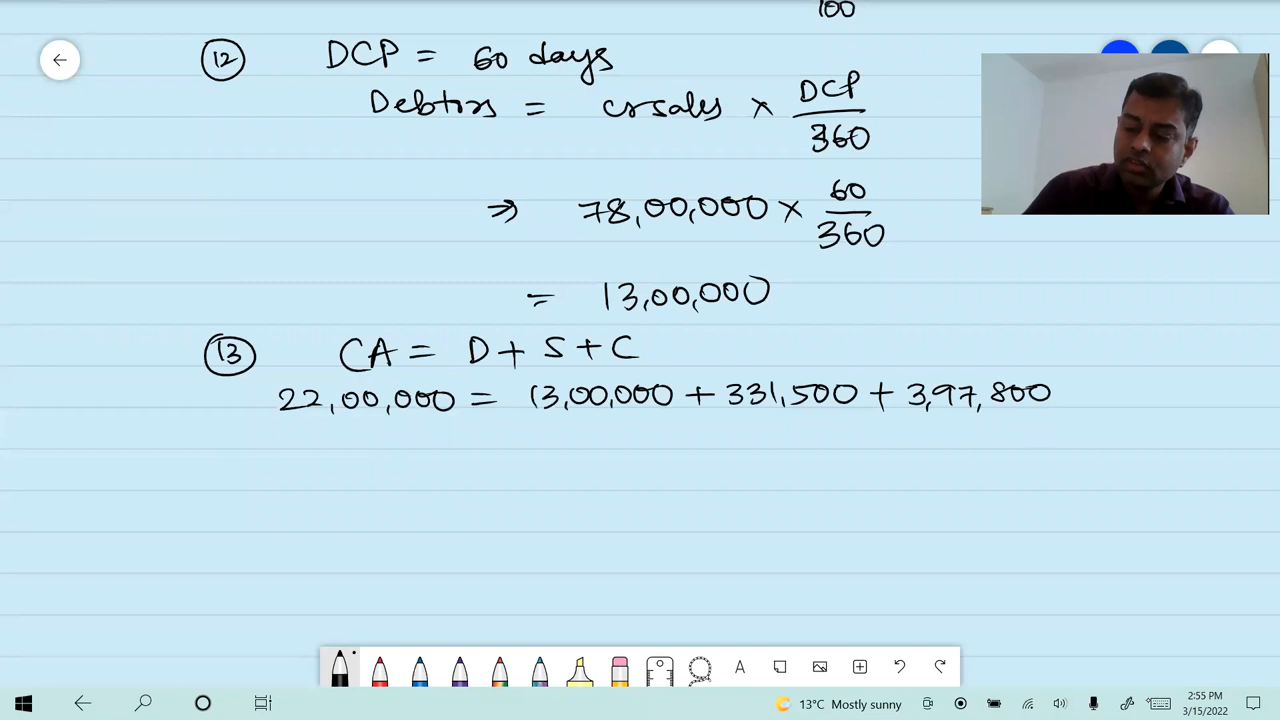 100
12 DCP = 60 days
Debtors = crsales × DCP/360
⇒ 78,00,000 × 60/360
= 13,00,000
13 CA = D + S + C
22,00,000 = 13,00,000 + 331,500 + 3,97,800
A
13°C Mostly sunny
2:55 PM
3/15/2022